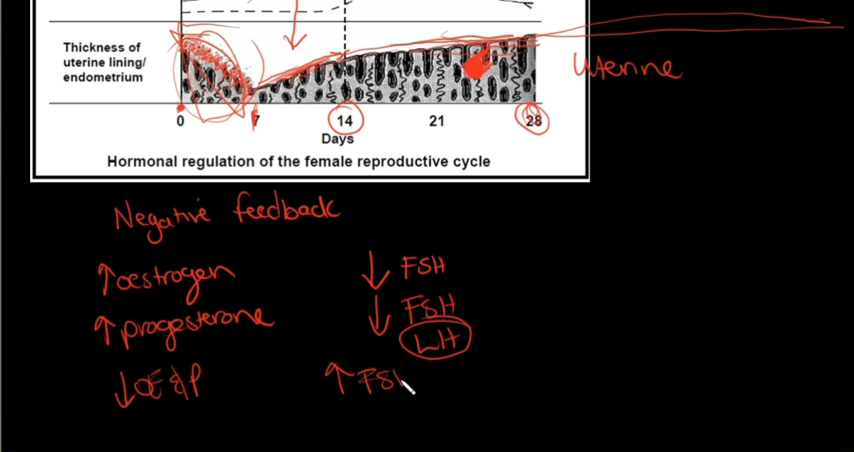 Thickness of
uterine lining/
endometrium
Uterine
0 7 14 21 28
Days
Hormonal regulation of the female reproductive cycle
Negative feedback
↑ oestrogen ↓ FSH
↑ progesterone ↓ FSH
LH
↓ OE & P ↑ FSH